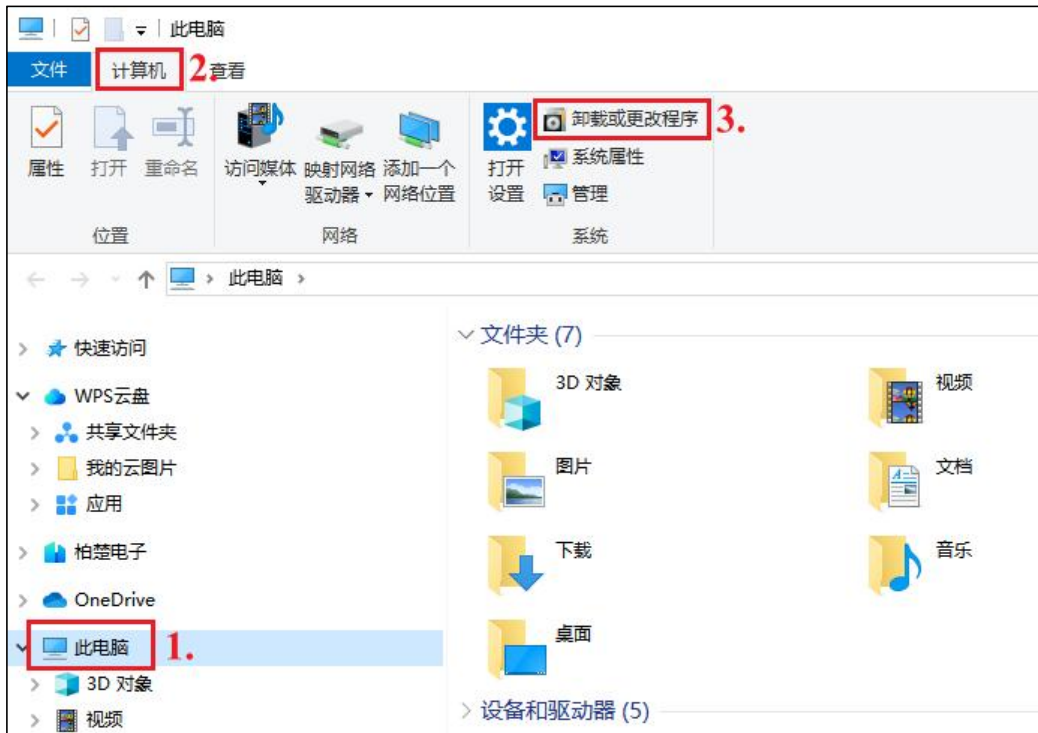 此电脑
文件 计算机 2. 查看
属性 打开 重命名 访问媒体 映射网络驱动器 添加一个网络位置 打开设置 卸载或更改程序 3.
系统属性
管理
位置 网络 系统
此电脑
快速访问
WPS云盘
共享文件夹
我的云图片
应用
柏楚电子
OneDrive
此电脑 1.
3D 对象
视频
文件夹 (7)
3D 对象 视频
图片 文档
下载 音乐
桌面
设备和驱动器 (5)